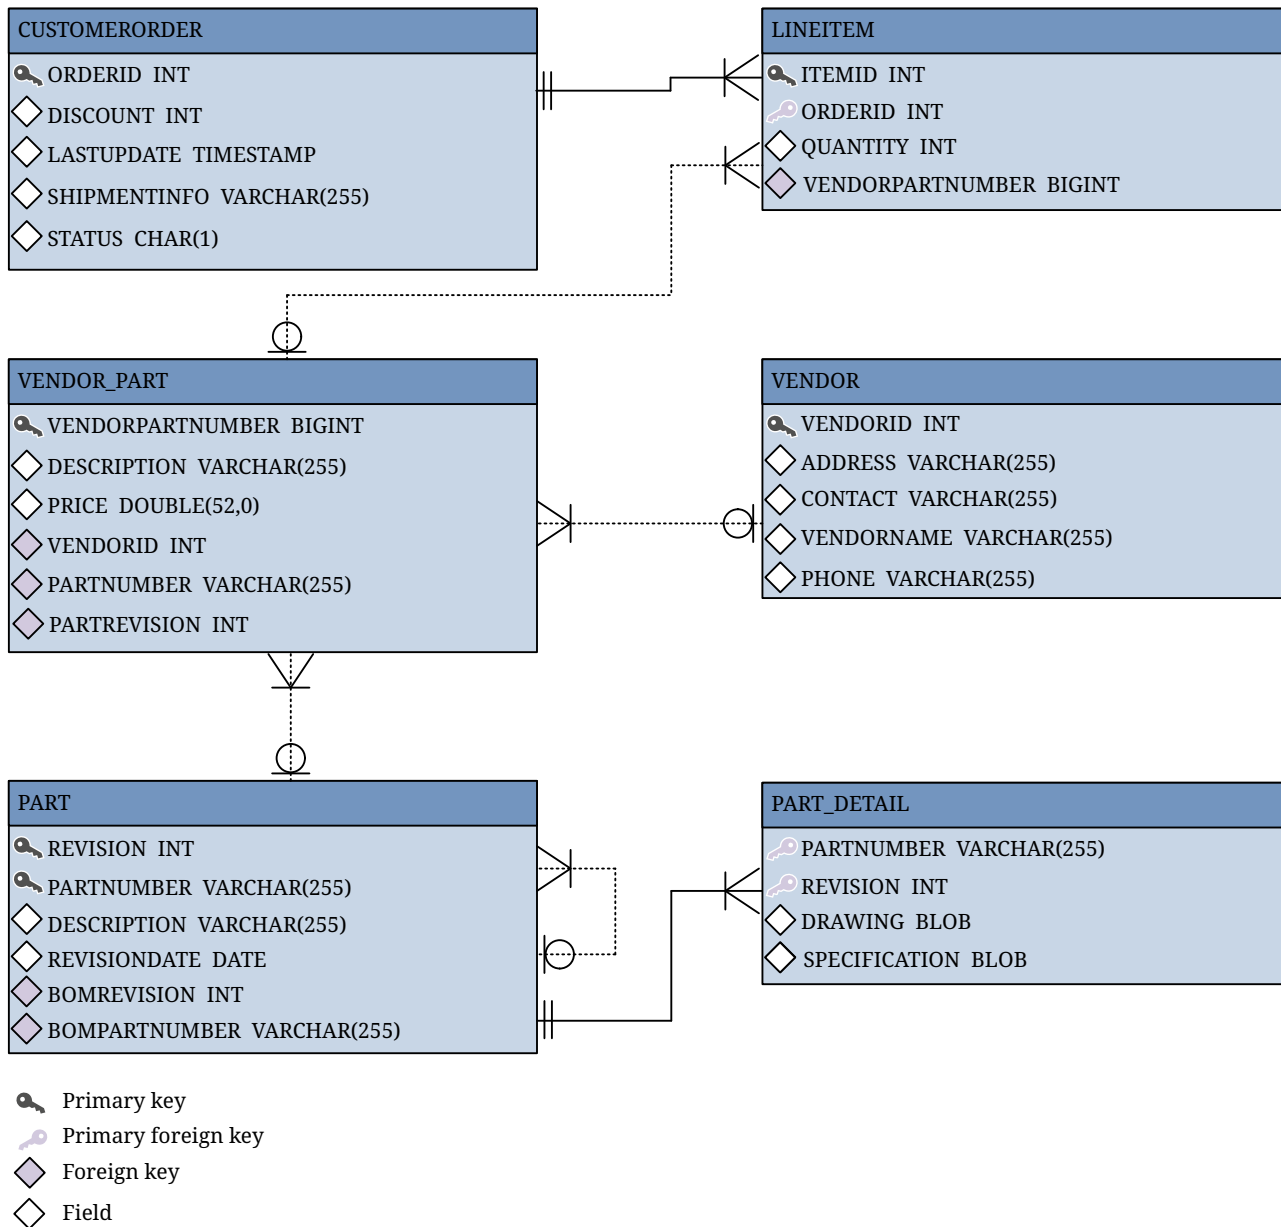 CUSTOMERORDER
ORDERID INT
DISCOUNT INT
LASTUPDATE TIMESTAMP
SHIPMENTINFO VARCHAR(255)
STATUS CHAR(1)
LINEITEM
ITEMID INT
ORDERID INT
QUANTITY INT
VENDORPARTNUMBER BIGINT
VENDOR_PART
VENDORPARTNUMBER BIGINT
DESCRIPTION VARCHAR(255)
PRICE DOUBLE(52,0)
VENDORID INT
PARTNUMBER VARCHAR(255)
PARTREVISION INT
VENDOR
VENDORID INT
ADDRESS VARCHAR(255)
CONTACT VARCHAR(255)
VENDORNAME VARCHAR(255)
PHONE VARCHAR(255)
PART
REVISION INT
PARTNUMBER VARCHAR(255)
DESCRIPTION VARCHAR(255)
REVISIONDATE DATE
BOMREVISION INT
BOMPARTNUMBER VARCHAR(255)
PART_DETAIL
PARTNUMBER VARCHAR(255)
REVISION INT
DRAWING BLOB
SPECIFICATION BLOB
Primary key
Primary foreign key
Foreign key
Field